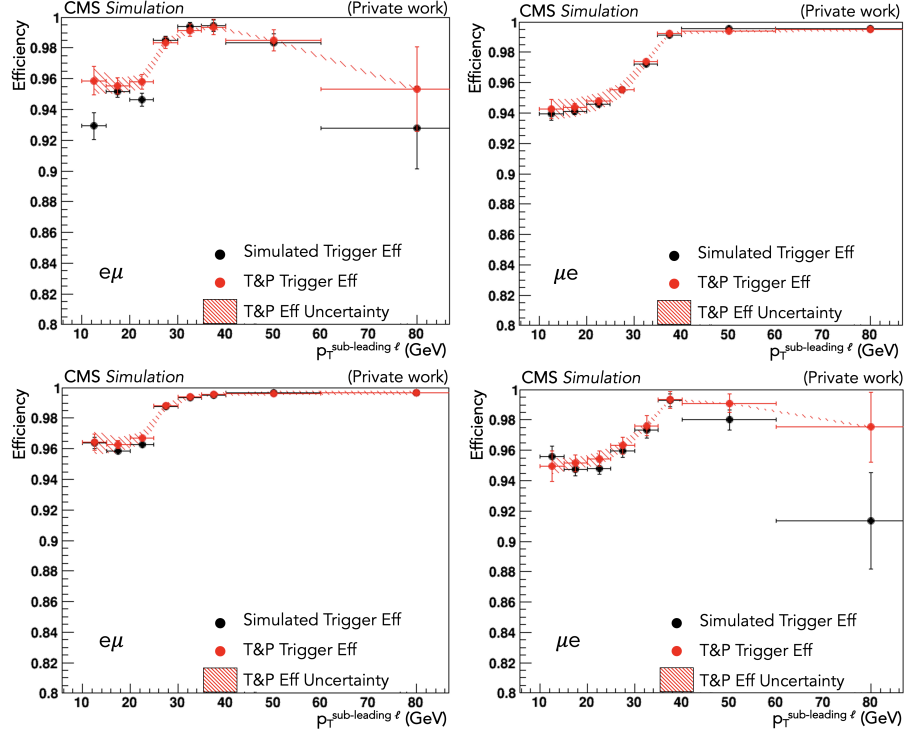 CMS Simulation (Private work)
Efficiency
1
0.98
0.96
0.94
0.92
0.9
0.88
0.86
0.84
0.82
0.8
Simulated Trigger Eff
eμ T&P Trigger Eff
T&P Eff Uncertainty
10 20 30 40 50 60 70 80
p_T^sub-leading ℓ (GeV)
CMS Simulation (Private work)
Efficiency
1
0.98
0.96
0.94
0.92
0.9
0.88
0.86
0.84
0.82
0.8
Simulated Trigger Eff
μe T&P Trigger Eff
T&P Eff Uncertainty
10 20 30 40 50 60 70 80
p_T^sub-leading ℓ (GeV)
CMS Simulation (Private work)
Efficiency
1
0.98
0.96
0.94
0.92
0.9
0.88
0.86
0.84
0.82
0.8
Simulated Trigger Eff
eμ T&P Trigger Eff
T&P Eff Uncertainty
10 20 30 40 50 60 70 80
p_T^sub-leading ℓ (GeV)
CMS Simulation (Private work)
Efficiency
1
0.98
0.96
0.94
0.92
0.9
0.88
0.86
0.84
0.82
0.8
Simulated Trigger Eff
μe T&P Trigger Eff
T&P Eff Uncertainty
10 20 30 40 50 60 70 80
p_T^sub-leading ℓ (GeV)